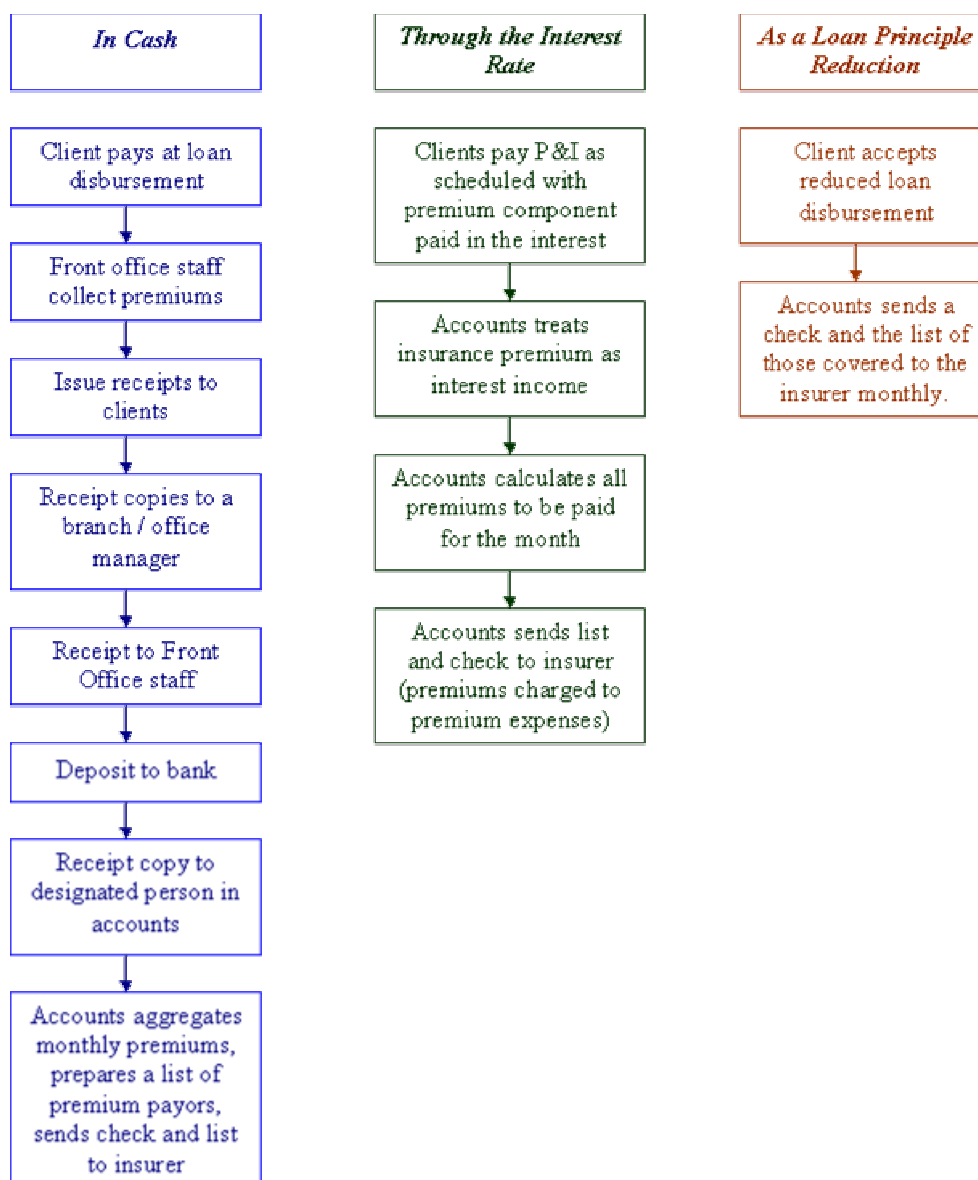 In Cash
Client pays at loan
disbursement
Front office staff
collect premiums
Issue receipts to
clients
Receipt copies to a
branch / office
manager
Receipt to Front
Office staff
Deposit to bank
Receipt copy to
designated person in
accounts
Accounts aggregates
monthly premiums,
prepares a list of
premium payors,
sends check and list
to insurer
Through the Interest
Rate
Clients pay P&I as
scheduled with
premium component
paid in the interest
Accounts treats
insurance premium as
interest income
Accounts calculates all
premiums to be paid
for the month
Accounts sends list
and check to insurer
(premiums charged to
premium expenses)
As a Loan Principle
Reduction
Client accepts
reduced loan
disbursement
Accounts sends a
check and the list of
those covered to the
insurer monthly.